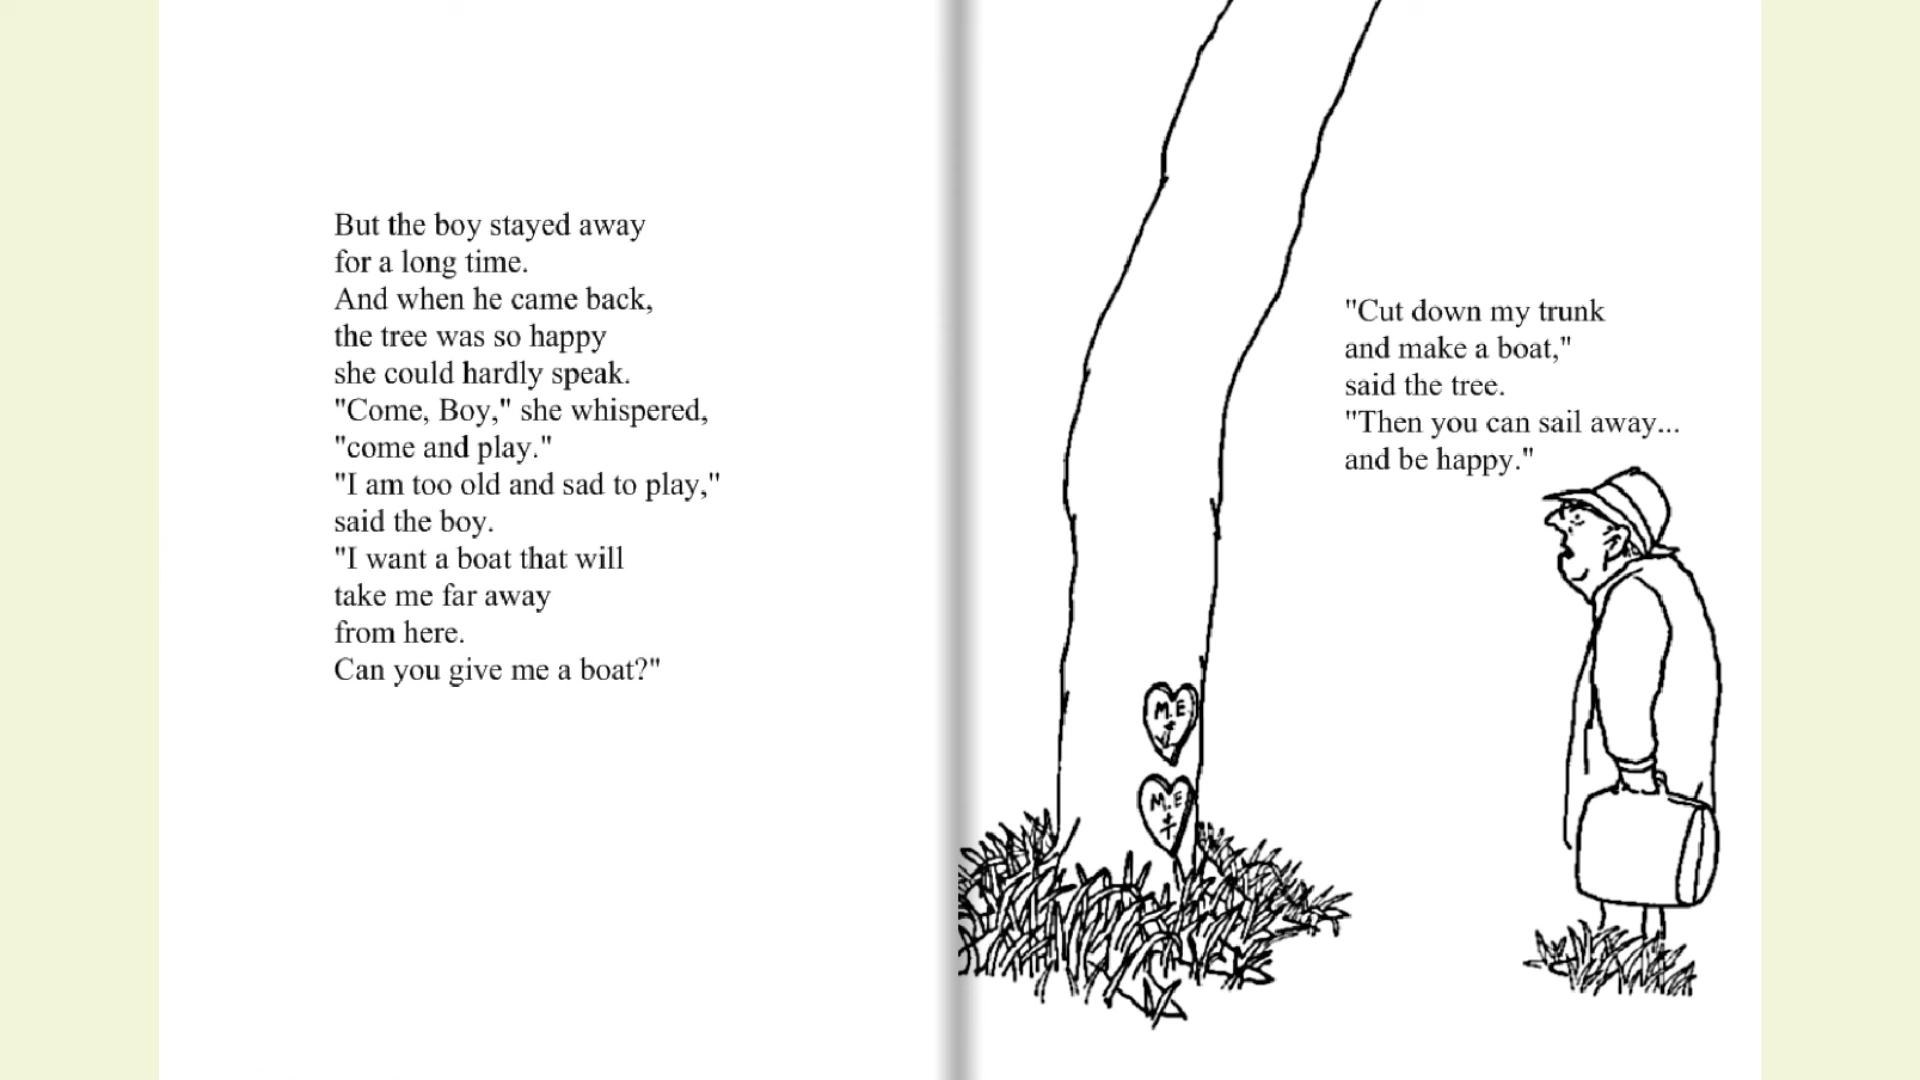 But the boy stayed away
for a long time.
And when he came back,
the tree was so happy
she could hardly speak.
"Come, Boy," she whispered,
"come and play."
"I am too old and sad to play,"
said the boy.
"I want a boat that will
take me far away
from here.
Can you give me a boat?"
"Cut down my trunk
and make a boat,"
said the tree.
"Then you can sail away...
and be happy."
M.E
M.E